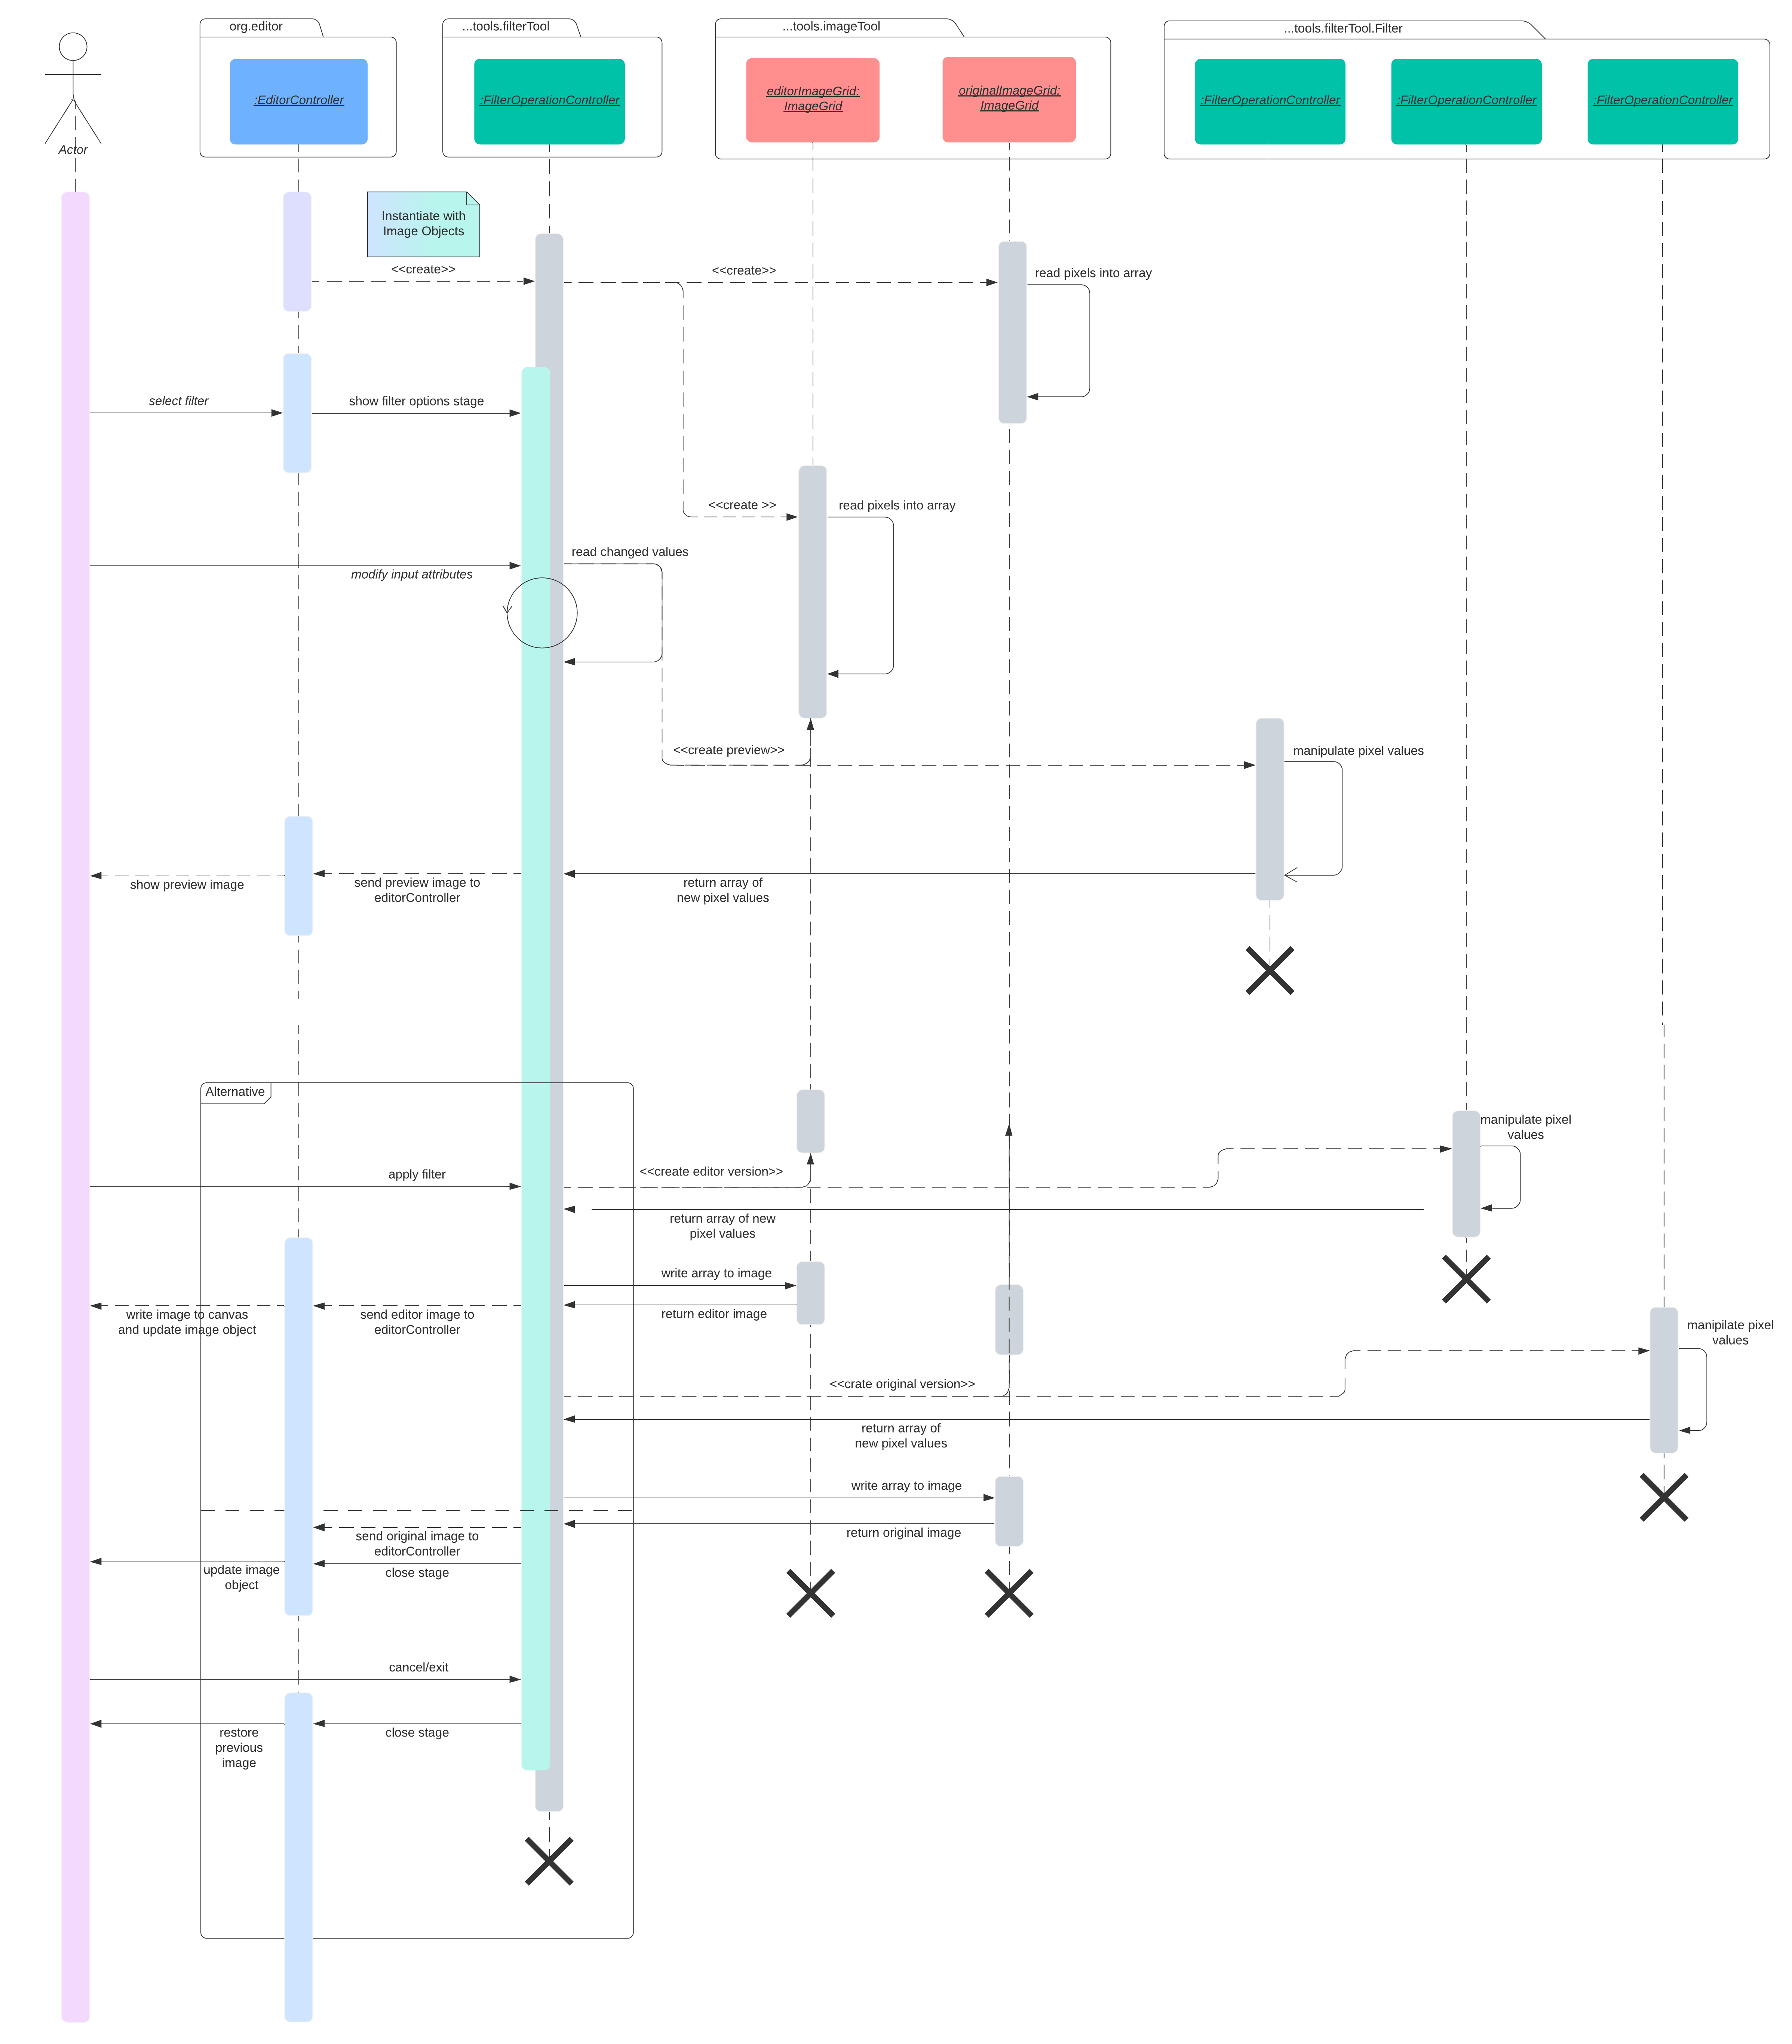 org.editor
...tools.filterTool
...tools.imageTool
...tools.filterTool.Filter
Actor
:EditorController
:FilterOperationController
editorImageGrid:
ImageGrid
originalImageGrid:
ImageGrid
:FilterOperationController
:FilterOperationController
:FilterOperationController
Instantiate with
Image Objects
<<create>>
<<create>>
read pixels into array
select filter
show filter options stage
<<create >>
read pixels into array
read changed values
modify input attributes
<<create preview>>
manipulate pixel values
show preview image
send preview image to
editorController
return array of
new pixel values
Alternative
manipulate pixel
values
apply filter
<<create editor version>>
return array of new
pixel values
write array to image
write image to canvas
and update image object
send editor image to
editorController
return editor image
manipilate pixel
values
<<crate original version>>
return array of
new pixel values
write array to image
return original image
send original image to
editorController
update image
object
close stage
cancel/exit
restore
previous
image
close stage